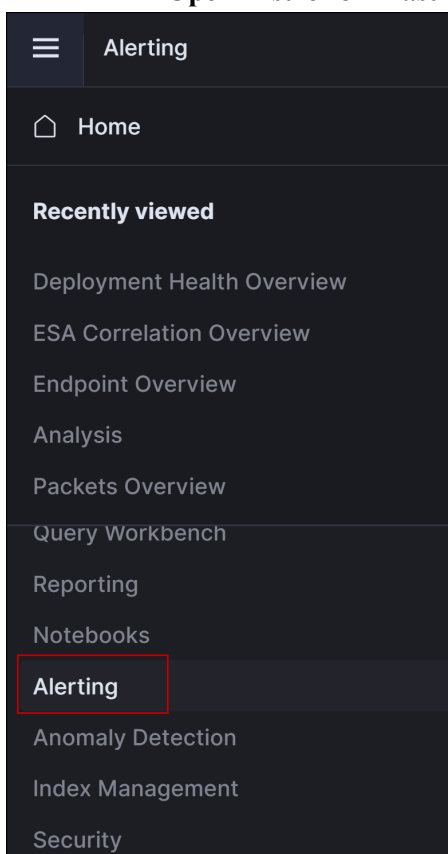 Alerting
Home
Recently viewed
Deployment Health Overview
ESA Correlation Overview
Endpoint Overview
Analysis
Packets Overview
Query Workbench
Reporting
Notebooks
Alerting
Anomaly Detection
Index Management
Security